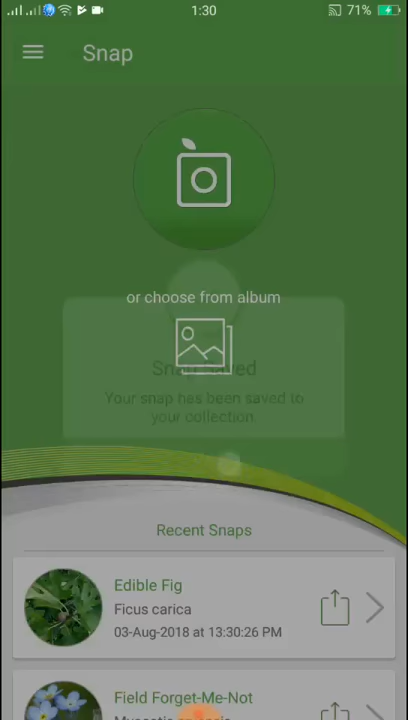 1:30
71%
Snap
or choose from album
Snap Saved
Your snap has been saved to
your collection.
Recent Snaps
Edible Fig
Ficus carica
03-Aug-2018 at 13:30:26 PM
Field Forget-Me-Not